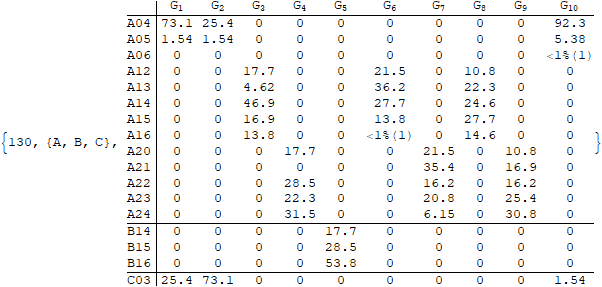 G1 G2 G3 G4 G5 G6 G7 G8 G9 G10
A04 73.1 25.4 0 0 0 0 0 0 0 92.3
A05 1.54 1.54 0 0 0 0 0 0 0 5.38
A06 0 0 0 0 0 0 0 0 0 <1%(1)
A12 0 0 17.7 0 0 21.5 0 10.8 0 0
A13 0 0 4.62 0 0 36.2 0 22.3 0 0
A14 0 0 46.9 0 0 27.7 0 24.6 0 0
A15 0 0 16.9 0 0 13.8 0 27.7 0 0
{130, {A, B, C}, A16 0 0 13.8 0 0 <1%(1) 0 14.6 0 0 }
A20 0 0 0 17.7 0 0 21.5 0 10.8 0
A21 0 0 0 0 0 0 35.4 0 16.9 0
A22 0 0 0 28.5 0 0 16.2 0 16.2 0
A23 0 0 0 22.3 0 0 20.8 0 25.4 0
A24 0 0 0 31.5 0 0 6.15 0 30.8 0
B14 0 0 0 0 17.7 0 0 0 0 0
B15 0 0 0 0 28.5 0 0 0 0 0
B16 0 0 0 0 53.8 0 0 0 0 0
C03 25.4 73.1 0 0 0 0 0 0 0 1.54